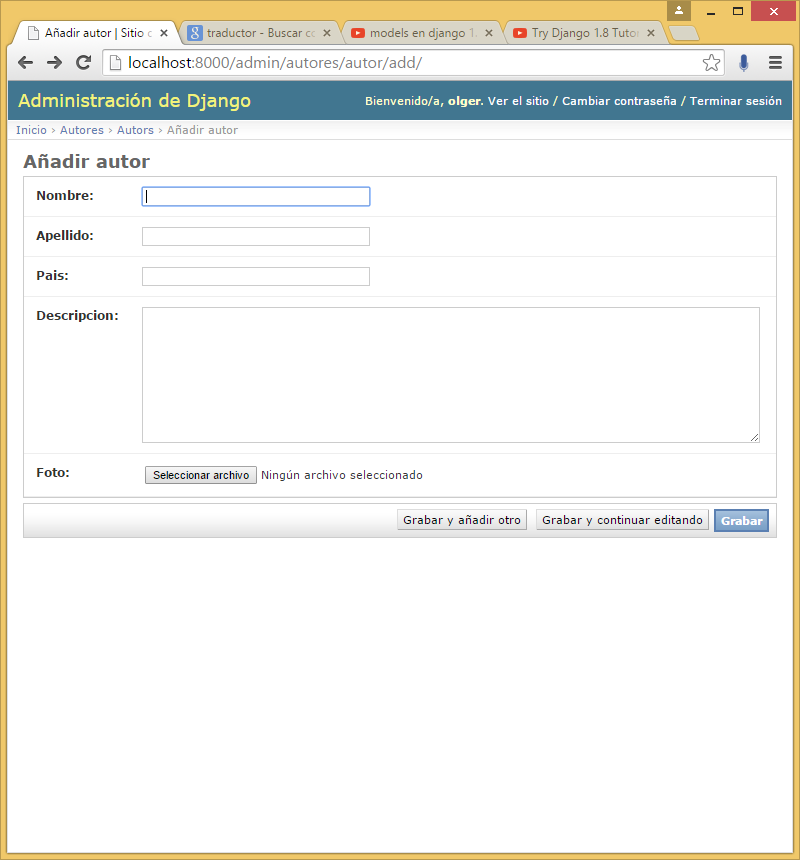 Añadir autor | Sitio c
traductor - Buscar co
models en django 1.
Try Django 1.8 Tutor
localhost:8000/admin/autores/autor/add/
Administración de Django
Bienvenido/a, olger. Ver el sitio / Cambiar contraseña / Terminar sesión
Inicio › Autores › Autors › Añadir autor
Añadir autor
Nombre:
Apellido:
Pais:
Descripcion:
Foto:
Seleccionar archivo Ningún archivo seleccionado
Grabar y añadir otro
Grabar y continuar editando
Grabar